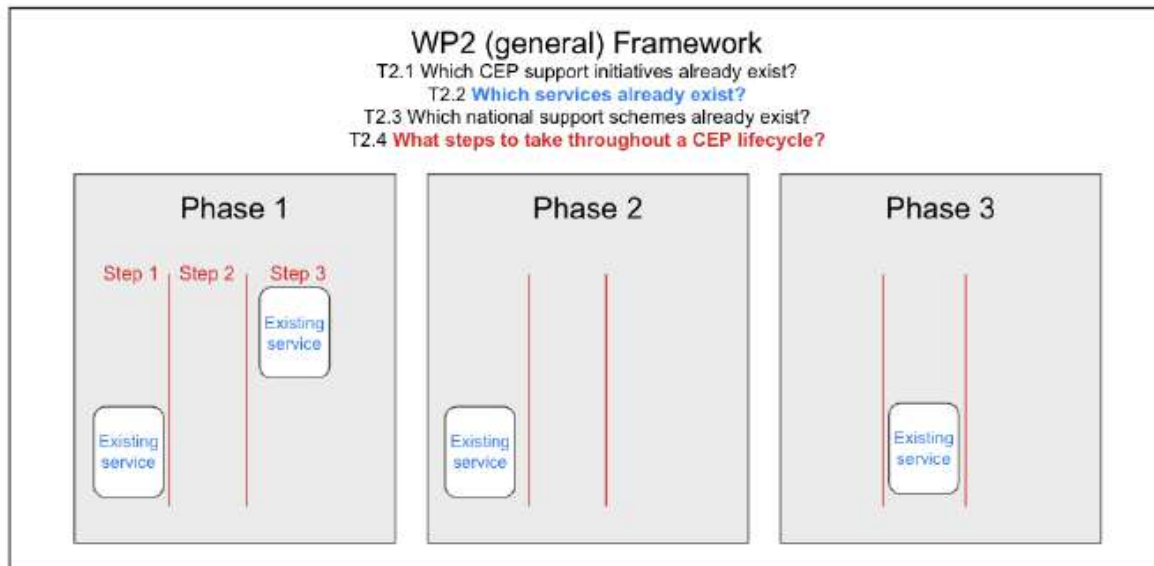 WP2 (general) Framework
T2.1 Which CEP support initiatives already exist?
T2.2 Which services already exist?
T2.3 Which national support schemes already exist?
T2.4 What steps to take throughout a CEP lifecycle?
Phase 1
Step 1
Step 2
Step 3
Existing
service
Existing
service
Phase 2
Existing
service
Phase 3
Existing
service